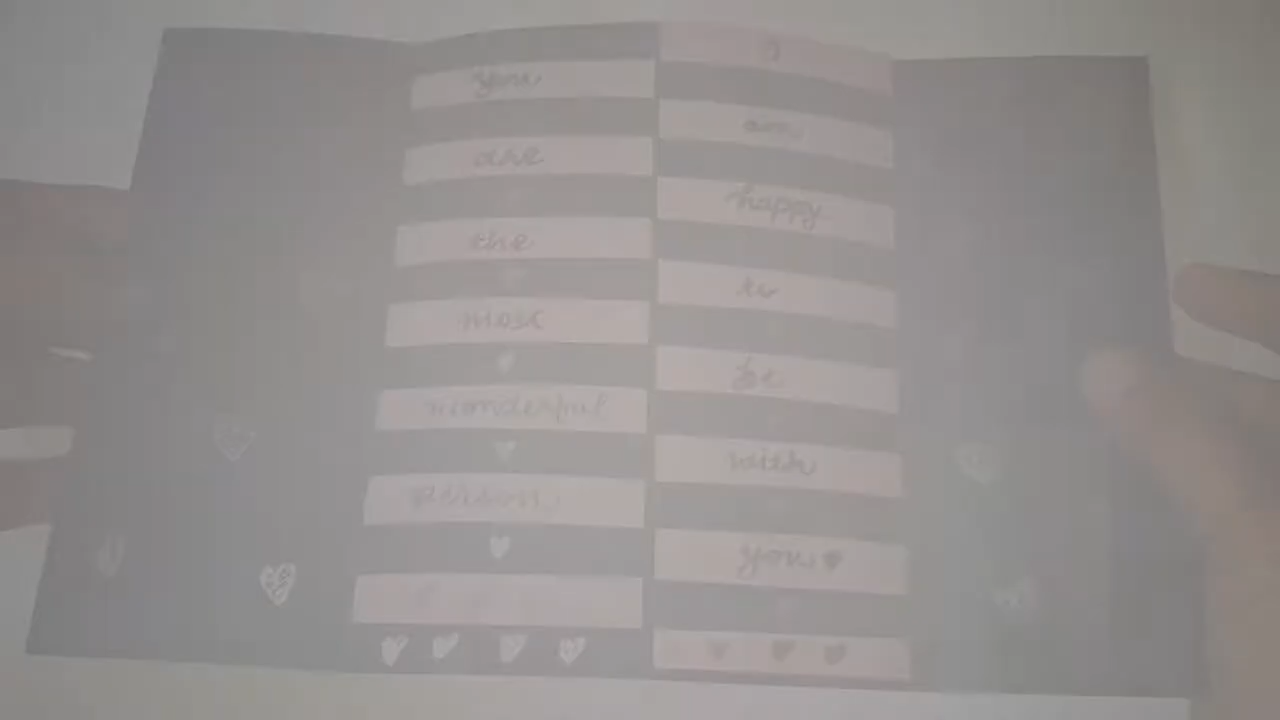 you
are
the
most
wonderful
person
I
am
happy
to
be
with
you